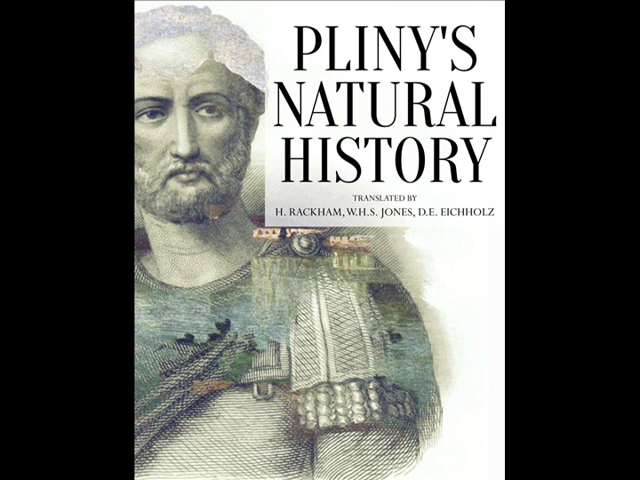 PLINY'S
NATURAL
HISTORY
TRANSLATED BY
H. RACKHAM, W.H.S. JONES, D.E. EICHHOLZ